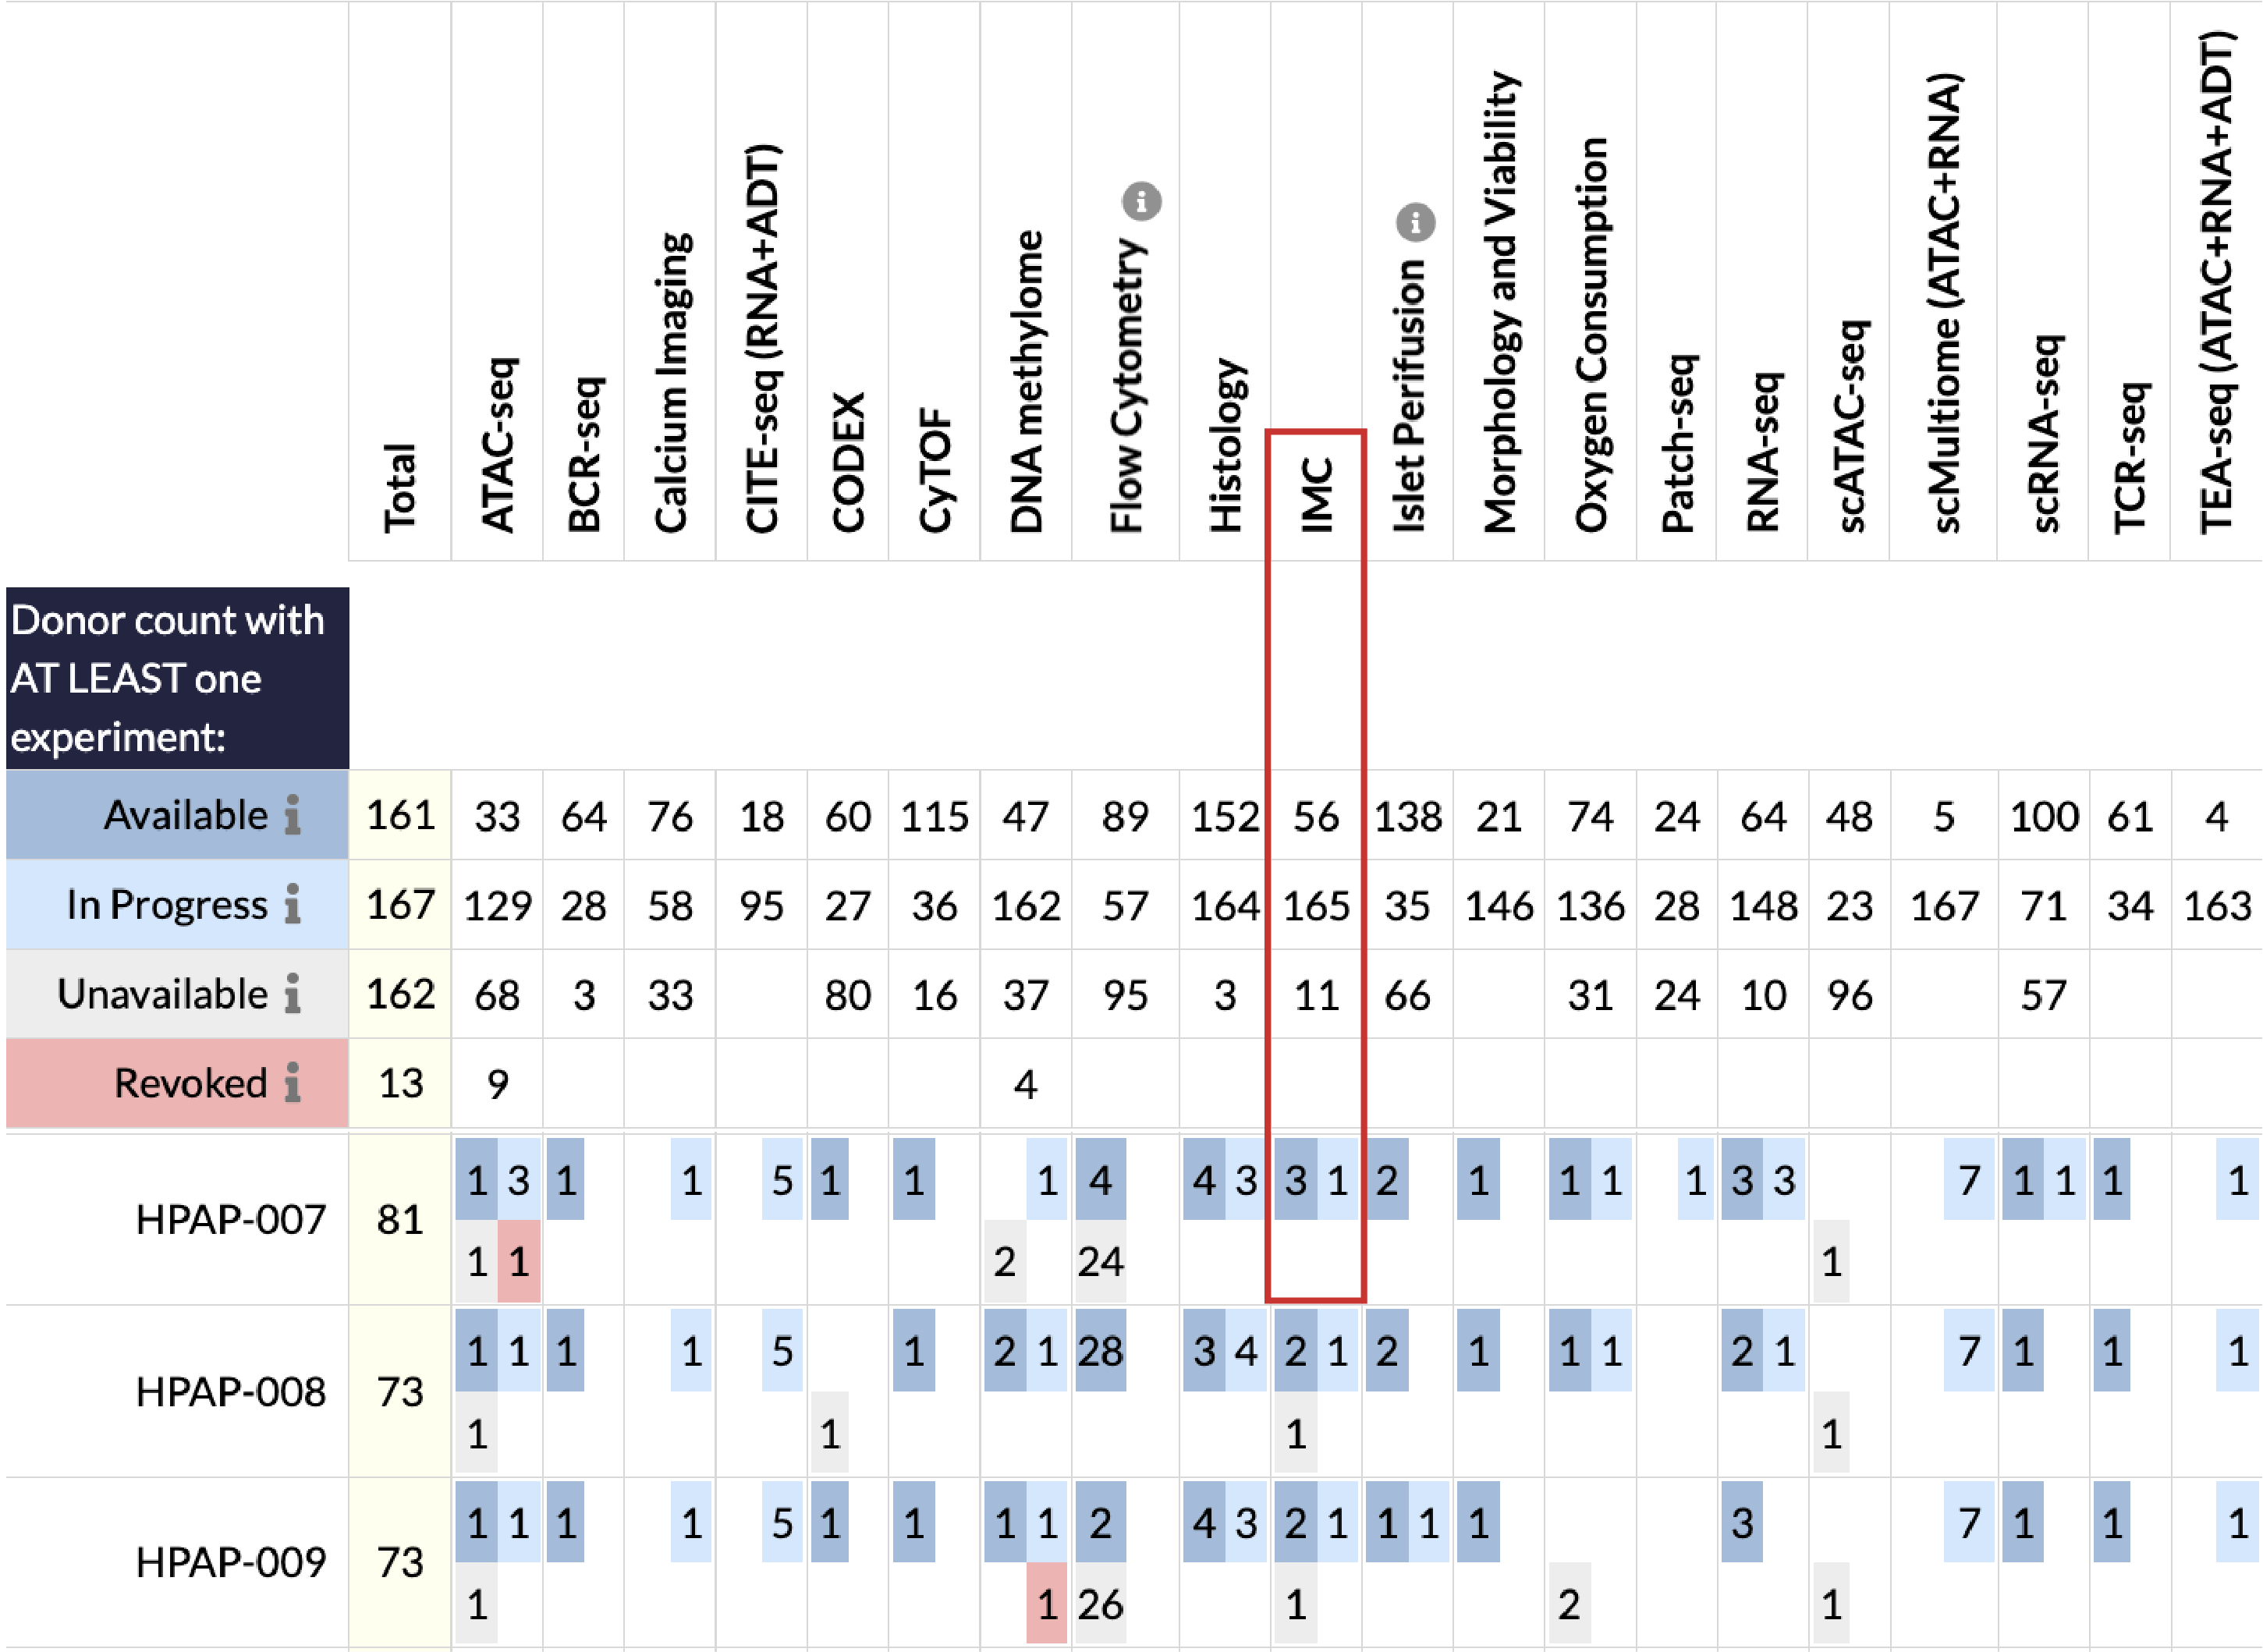 Total ATAC-seq BCR-seq Calcium Imaging CITE-seq (RNA+ADT) CODEX CyTOF DNA methylome Flow Cytometry i Histology IMC Islet Perifusion i Morphology and Viability Oxygen Consumption Patch-seq RNA-seq scATAC-seq scMultiome (ATAC+RNA) scRNA-seq TCR-seq TEA-seq (ATAC+RNA+ADT)
Donor count with
AT LEAST one
experiment:
Available i 161 33 64 76 18 60 115 47 89 152 56 138 21 74 24 64 48 5 100 61 4
In Progress i 167 129 28 58 95 27 36 162 57 164 165 35 146 136 28 148 23 167 71 34 163
Unavailable i 162 68 3 33 80 16 37 95 3 11 66 31 24 10 96 57
Revoked i 13 9 4
1 3 1 1 5 1 1 1 4 4 3 3 1 2 1 1 1 1 3 3 7 1 1 1 1
HPAP-007 81
1 1 2 24 1
1 1 1 1 5 1 2 1 28 3 4 2 1 2 1 1 1 2 1 7 1 1 1
HPAP-008 73
1 1 1 1
1 1 1 1 5 1 1 1 1 2 4 3 2 1 1 1 1 3 7 1 1 1
HPAP-009 73
1 1 26 1 2 1